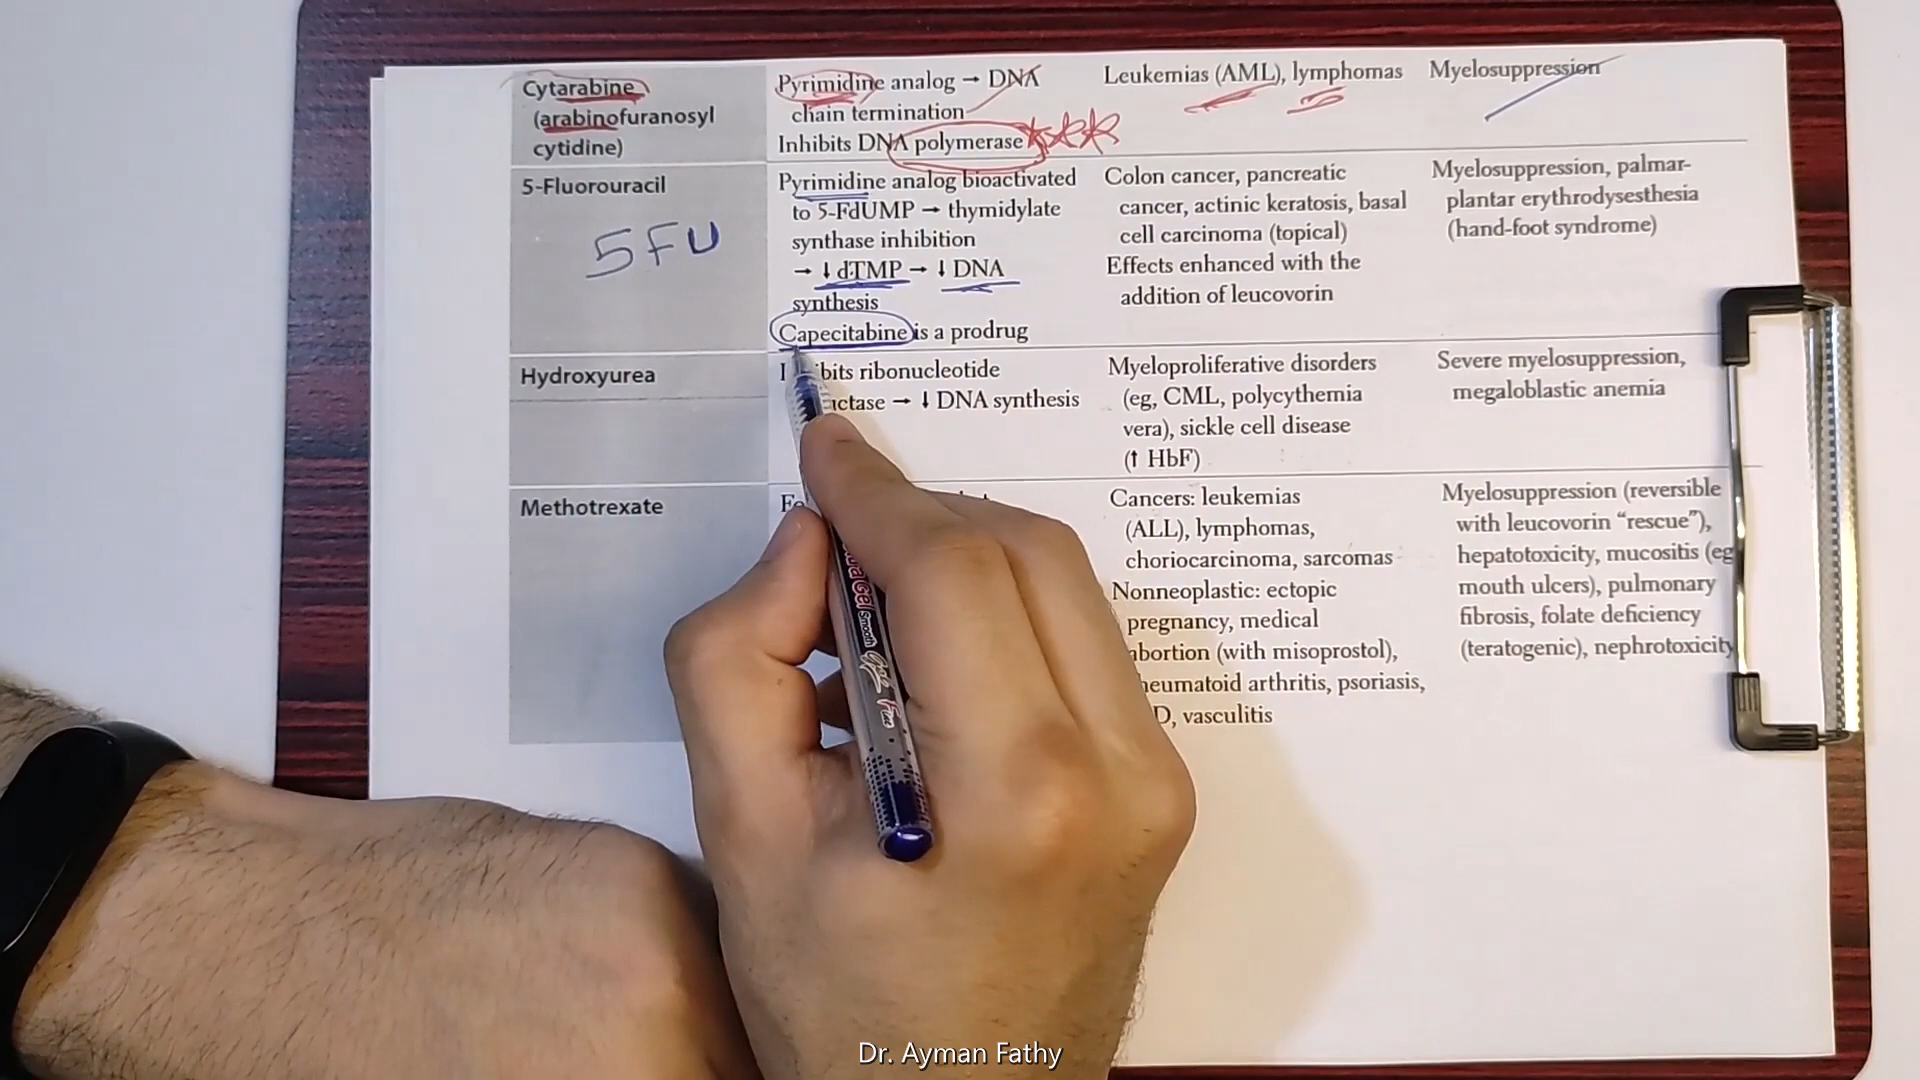 Cytarabine
(arabinofuranosyl
cytidine)
Pyrimidine analog → DNA
chain termination
Inhibits DNA polymerase
Leukemias (AML), lymphomas
Myelosuppression
5-Fluorouracil
5FU
Pyrimidine analog bioactivated
to 5-FdUMP → thymidylate
synthase inhibition
→ ↓ dTMP → ↓ DNA
synthesis
Capecitabine is a prodrug
Colon cancer, pancreatic
cancer, actinic keratosis, basal
cell carcinoma (topical)
Effects enhanced with the
addition of leucovorin
Myelosuppression, palmar-
plantar erythrodysesthesia
(hand-foot syndrome)
Hydroxyurea
ribonucleotide
→ ↓ DNA synthesis
Myeloproliferative disorders
(eg, CML, polycythemia
vera), sickle cell disease
(↑ HbF)
Severe myelosuppression,
megaloblastic anemia
Methotrexate
Cancers: leukemias
(ALL), lymphomas,
choriocarcinoma, sarcomas
Nonneoplastic: ectopic
pregnancy, medical
abortion (with misoprostol),
rheumatoid arthritis, psoriasis,
vasculitis
Myelosuppression (reversible
with leucovorin “rescue”),
hepatotoxicity, mucositis (eg
mouth ulcers), pulmonary
fibrosis, folate deficiency
(teratogenic), nephrotoxicity
Smooth
Dr. Ayman Fathy